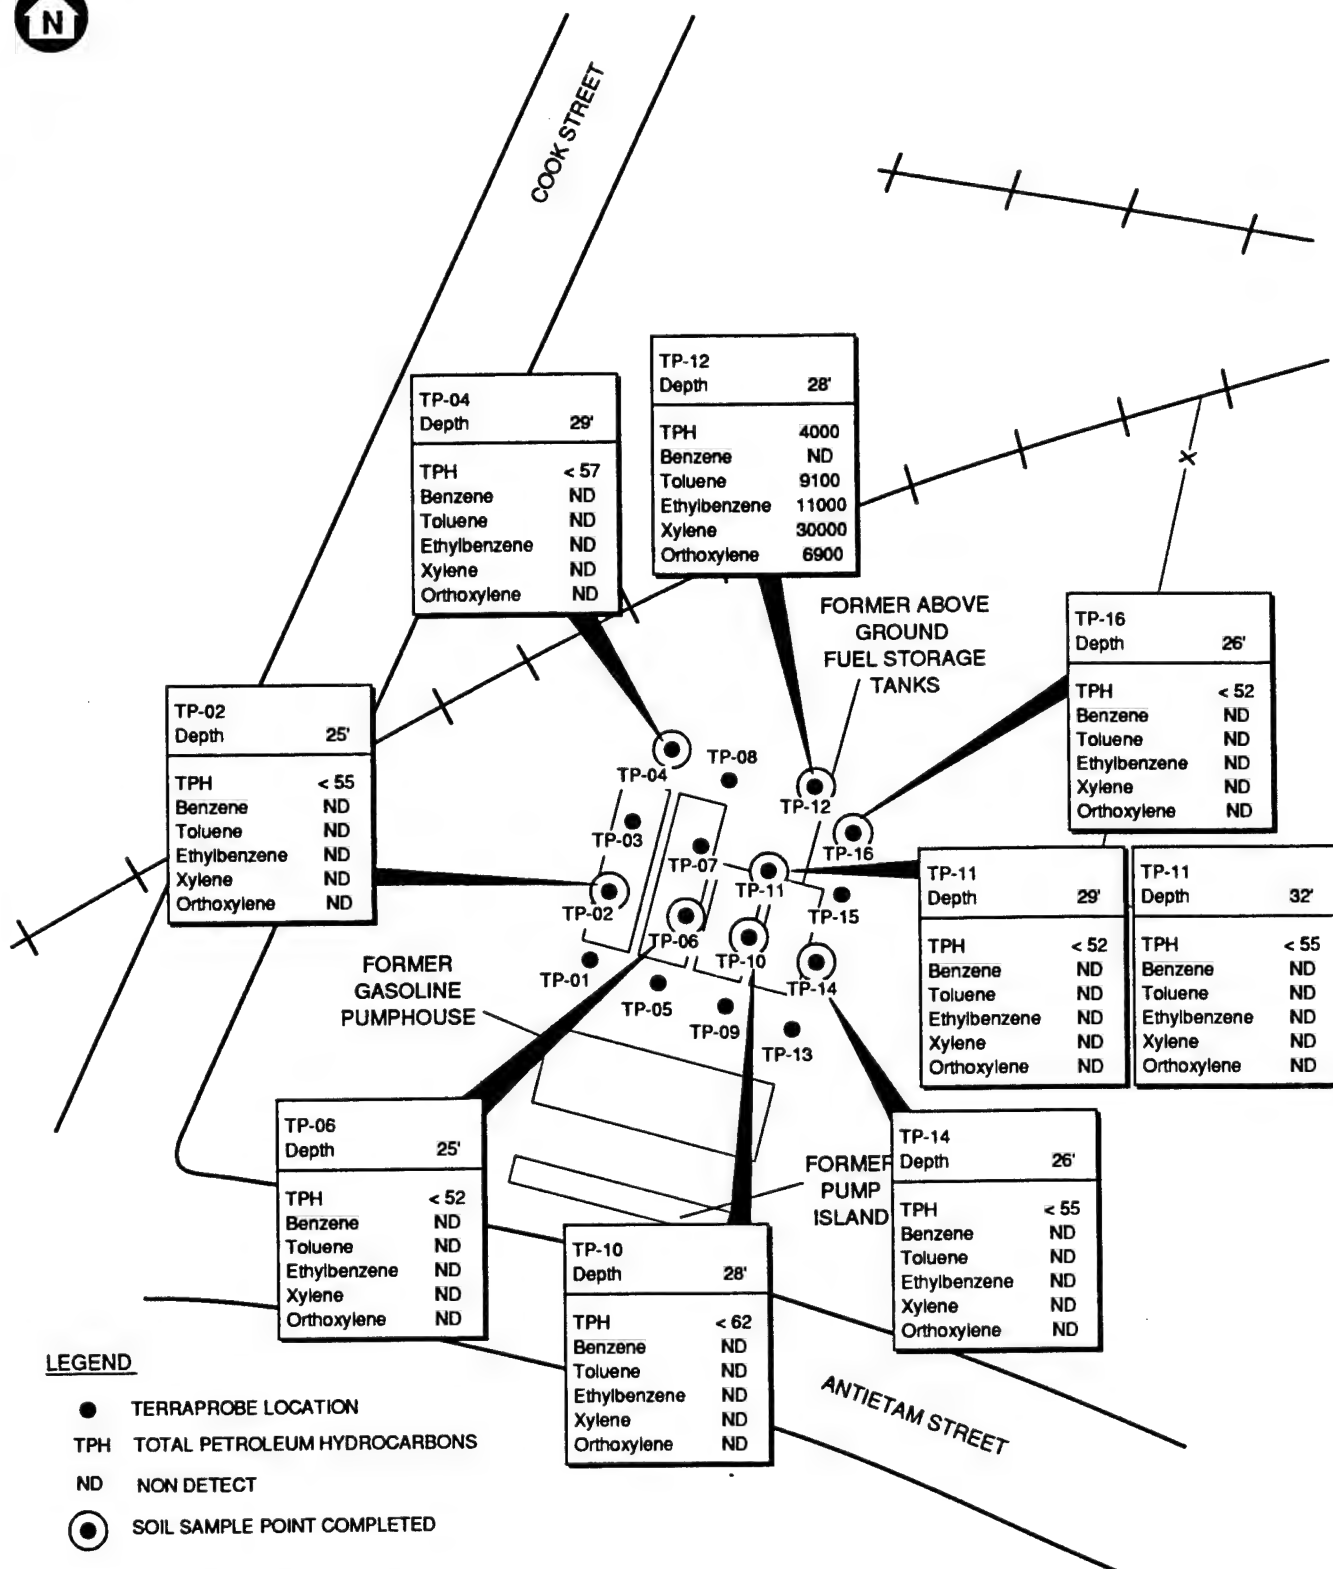 N
COOK STREET
TP-12
Depth 28'
TPH 4000
Benzene ND
Toluene 9100
Ethylbenzene 11000
Xylene 30000
Orthoxylene 6900
TP-04
Depth 29'
TPH < 57
Benzene ND
Toluene ND
Ethylbenzene ND
Xylene ND
Orthoxylene ND
FORMER ABOVE
GROUND
FUEL STORAGE
TANKS
X
TP-16
Depth 26'
TPH < 52
Benzene ND
Toluene ND
Ethylbenzene ND
Xylene ND
Orthoxylene ND
TP-02
Depth 25'
TPH < 55
Benzene ND
Toluene ND
Ethylbenzene ND
Xylene ND
Orthoxylene ND
TP-08
TP-04
TP-12
TP-03
TP-16
TP-07
TP-11
TP-02
TP-15
TP-06
TP-10
TP-01
TP-14
TP-05
TP-09
TP-13
TP-11
Depth 29'
TPH < 52
Benzene ND
Toluene ND
Ethylbenzene ND
Xylene ND
Orthoxylene ND
TP-11
Depth 32'
TPH < 55
Benzene ND
Toluene ND
Ethylbenzene ND
Xylene ND
Orthoxylene ND
FORMER
GASOLINE
PUMPHOUSE
TP-06
Depth 25'
TPH < 52
Benzene ND
Toluene ND
Ethylbenzene ND
Xylene ND
Orthoxylene ND
FORMER
PUMP
ISLAND
TP-14
Depth 26'
TPH < 55
Benzene ND
Toluene ND
Ethylbenzene ND
Xylene ND
Orthoxylene ND
TP-10
Depth 28'
TPH < 62
Benzene ND
Toluene ND
Ethylbenzene ND
Xylene ND
Orthoxylene ND
ANTIETAM STREET
LEGEND
TERRAPROBE LOCATION
TPH TOTAL PETROLEUM HYDROCARBONS
ND NON DETECT
SOIL SAMPLE POINT COMPLETED